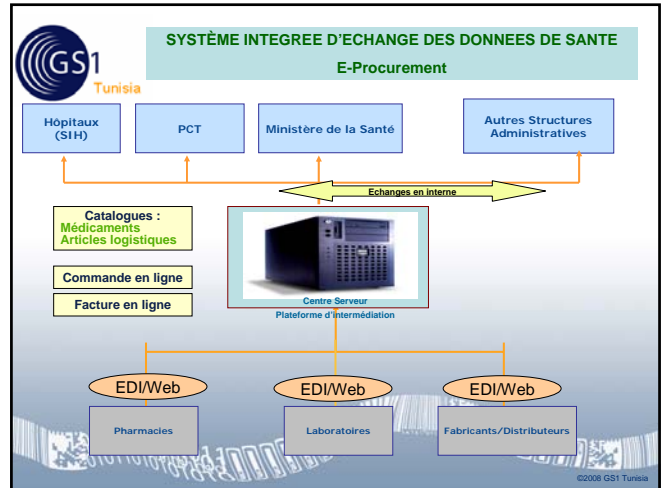 SYSTÈME INTEGREE D'ECHANGE DES DONNEES DE SANTE
E-Procurement
GS1
Tunisia
Hôpitaux
(SIH)
PCT
Ministère de la Santé
Autres Structures
Administratives
Echanges en interne
Catalogues :
Médicaments
Articles logistiques
Commande en ligne
Facture en ligne
Centre Serveur
Plateforme d'intermédiation
EDI/Web
EDI/Web
EDI/Web
Pharmacies
Laboratoires
Fabricants/Distributeurs
©2008 GS1 Tunisia